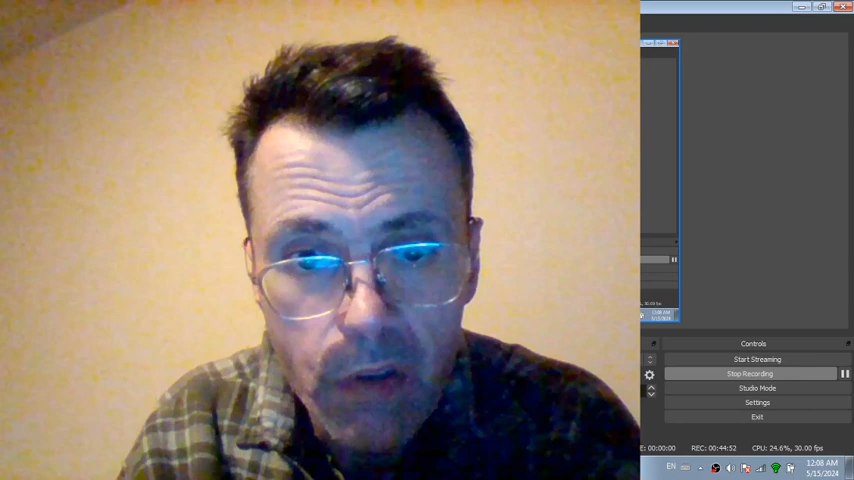 Controls
Start Streaming
Stop Recording
Studio Mode
Settings
Exit
E: 00:00:00 REC: 00:44:52 CPU: 24.6%, 30.00 fps
EN
12:08 AM
5/15/2024